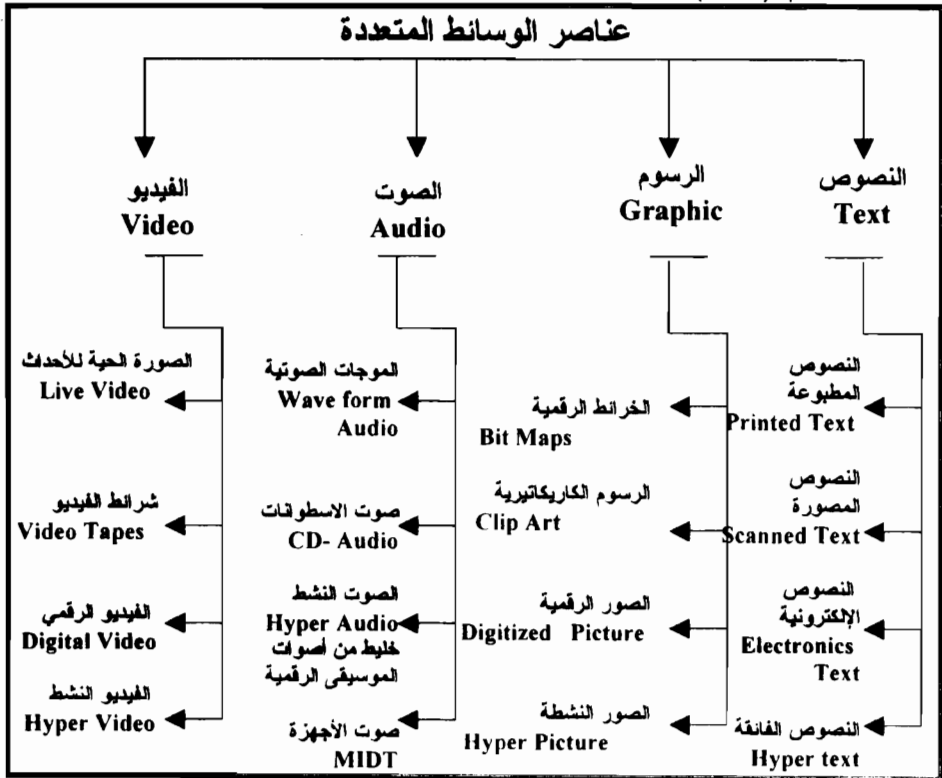 عناصر الوسائط المتعددة
النصوص
Text
النصوص
المطبوعة
Printed Text
النصوص
المصورة
Scanned Text
النصوص
الإلكترونية
Electronics
Text
النصوص الفائقة
Hyper text
الرسوم
Graphic
الخرائط الرقمية
Bit Maps
الرسوم الكاريكاتيرية
Clip Art
الصور الرقمية
Digitized Picture
الصور النشطة
Hyper Picture
الصوت
Audio
الموجات الصوتية
Wave form
Audio
صوت الاسطوانات
CD- Audio
الصوت النشط
Hyper Audio
خليط من أصوات
الموسيقى الرقمية
صوت الأجهزة
MIDT
الفيديو
Video
الصورة الحية للأحداث
Live Video
شرائط الفيديو
Video Tapes
الفيديو الرقمي
Digital Video
الفيديو النشط
Hyper Video